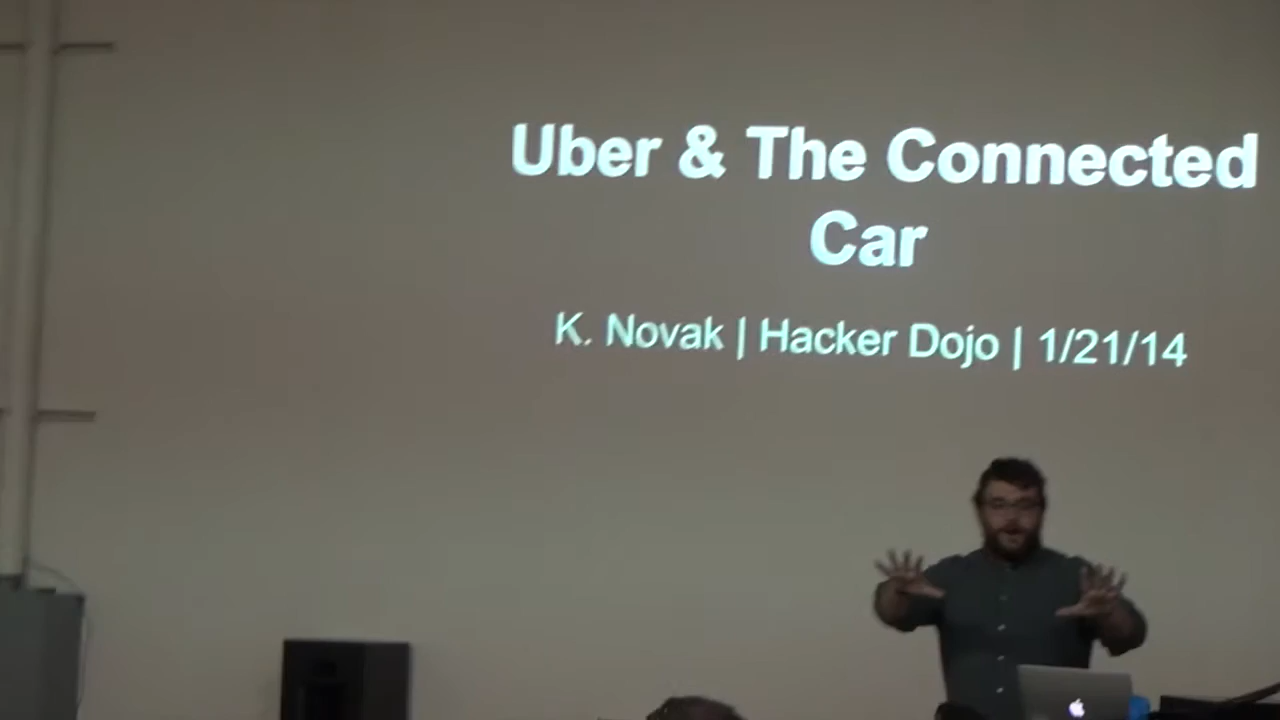 Uber & The Connected
Car
K. Novak | Hacker Dojo | 1/21/14